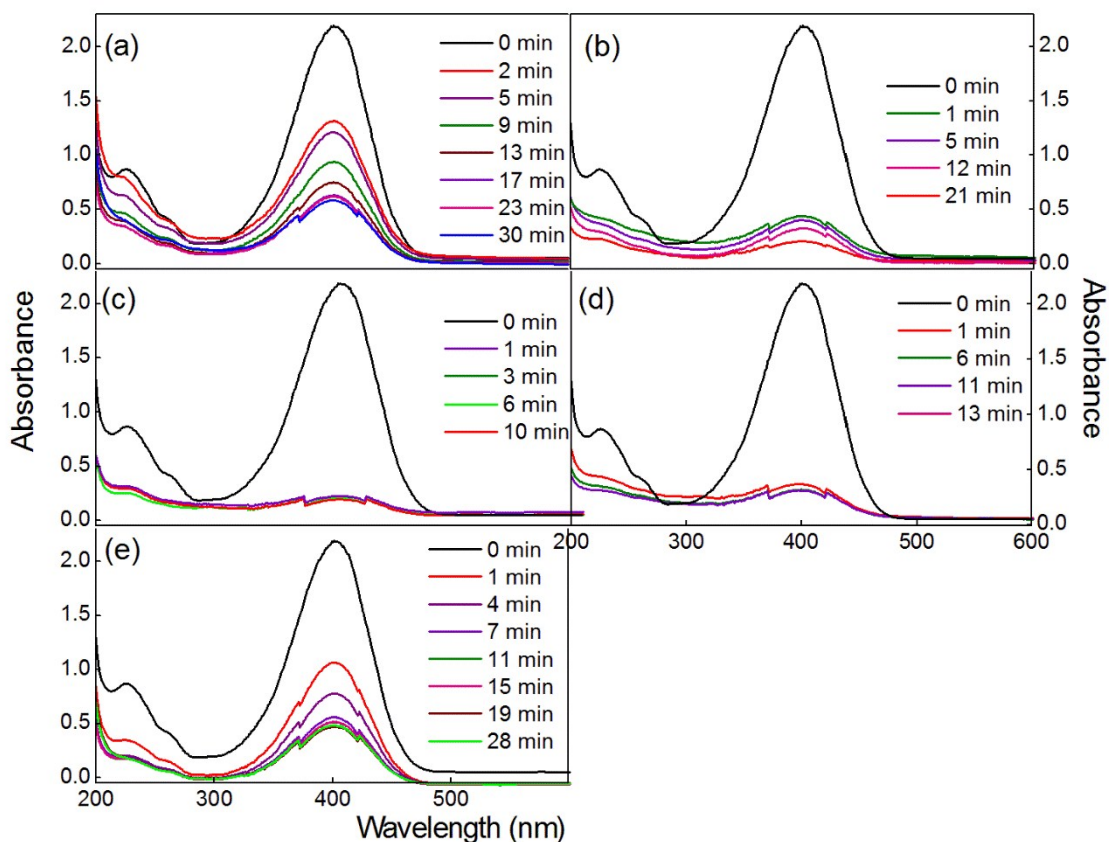 (a)
0 min
2 min
5 min
9 min
13 min
17 min
23 min
30 min
2.0
1.5
1.0
0.5
0.0
(b)
0 min
1 min
5 min
12 min
21 min
2.0
1.5
1.0
0.5
0.0
(c)
0 min
1 min
3 min
6 min
10 min
2.0
1.5
1.0
0.5
0.0
Absorbance
(d)
0 min
1 min
6 min
11 min
13 min
2.0
1.5
1.0
0.5
0.0
Absorbance
200 300 400 500 600
(e)
0 min
1 min
4 min
7 min
11 min
15 min
19 min
28 min
2.0
1.5
1.0
0.5
0.0
200 300 400 500
Wavelength (nm)